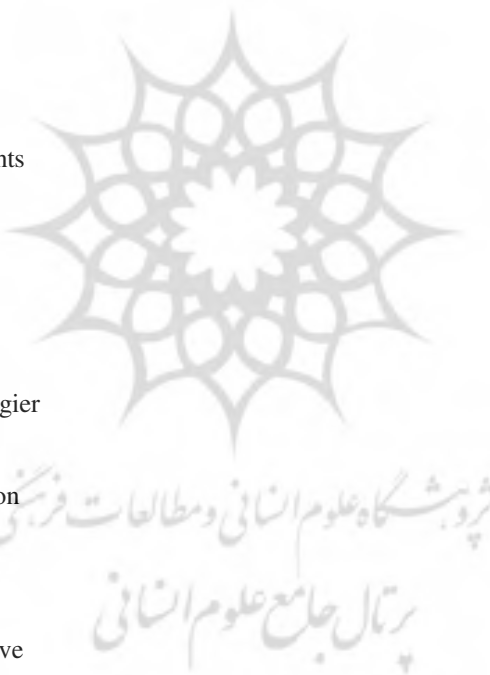 nts
gier
on
پژوهشگاه علوم انسانی و مطالعات فرهنگی
پرتال جامع علوم انسانی
ve